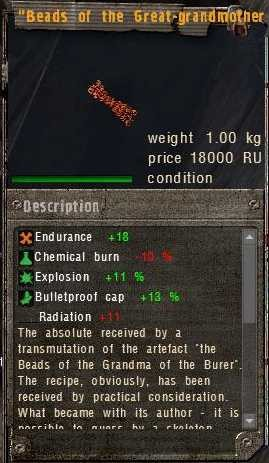 "Beads of the Great-grandmother
weight 1.00 kg
price 18000 RU
condition
Description
Endurance +18
Chemical burn -10 %
Explosion +11 %
Bulletproof cap +13 %
Radiation +11
The absolute received by a
transmutation of the artefact "the
Beads of the Grandma of the Burer".
The recipe, obviously, has been
received by practical consideration.
What became with its author - it is
possible to guess by a skeleton